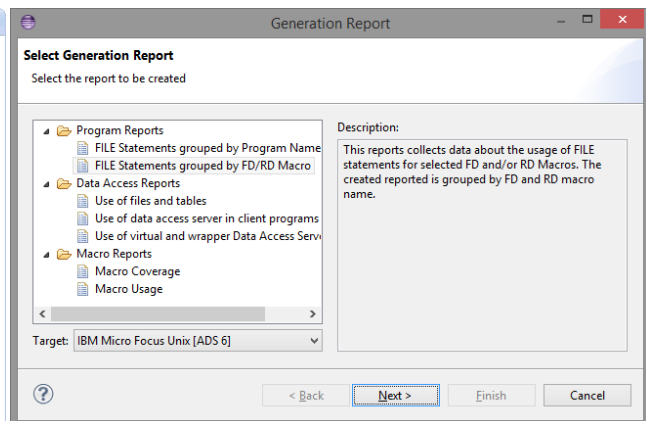 Generation Report
Select Generation Report
Select the report to be created
Program Reports
FILE Statements grouped by Program Name
FILE Statements grouped by FD/RD Macro
Data Access Reports
Use of files and tables
Use of data access server in client programs
Use of virtual and wrapper Data Access Serv
Macro Reports
Macro Coverage
Macro Usage
Target: IBM Micro Focus Unix [ADS 6]
Description:
This reports collects data about the usage of FILE
statements for selected FD and/or RD Macros. The
created reported is grouped by FD and RD macro
name.
< Back
Next >
Finish
Cancel